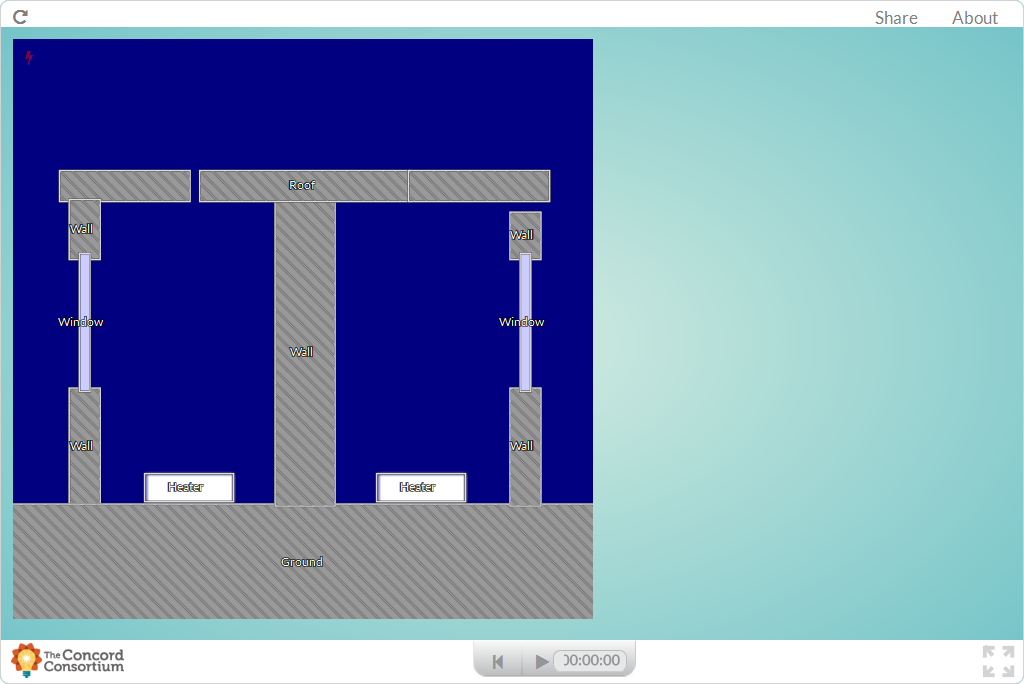 Share About
Roof
Wall Wall
Window Window
Wall
Wall Wall
Heater Heater
Ground
The Concord
Consortium
00:00:00